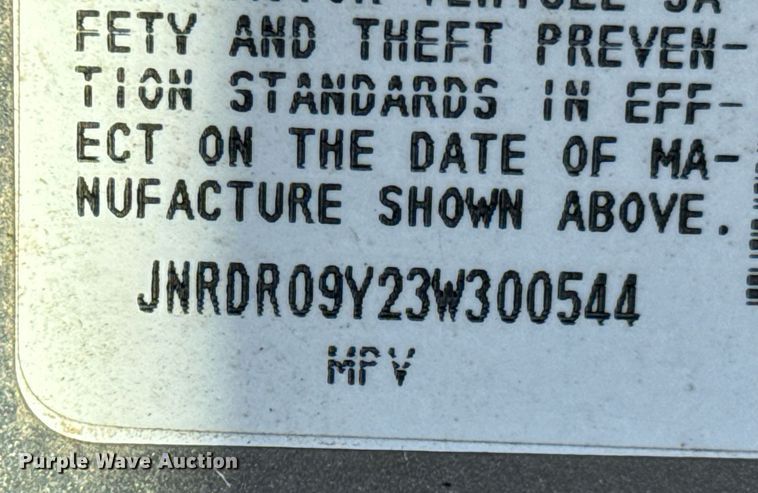 FETY AND THEFT PREVEN-
TION STANDARDS IN EFF-
ECT ON THE DATE OF MA-
NUFACTURE SHOWN ABOVE.
JNRDR09Y23W300544
MPV
Purple Wave Auction